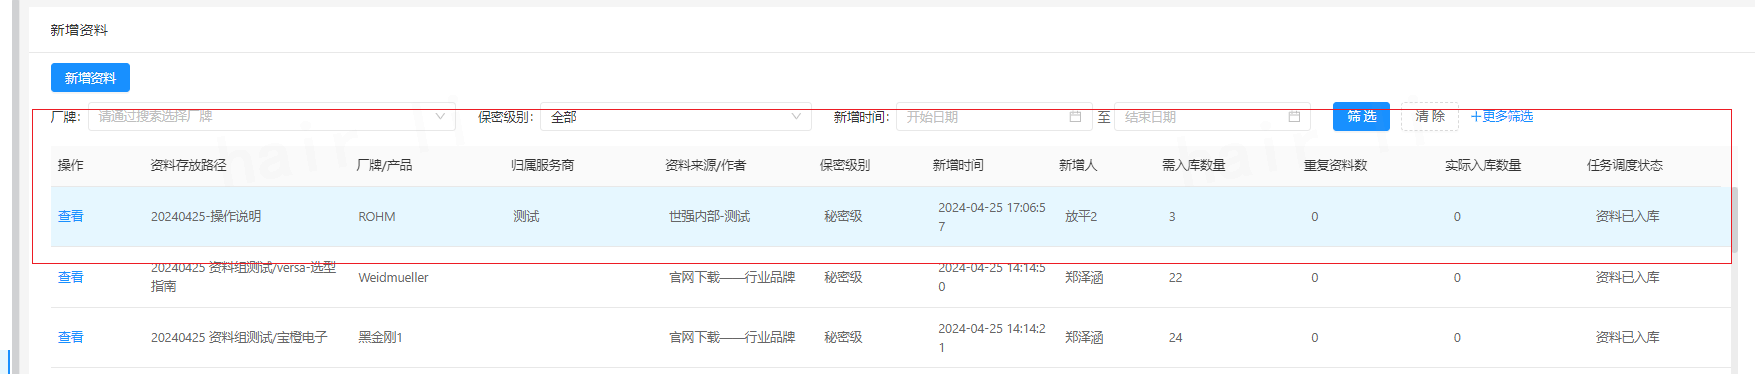 新增资料
新增资料
厂牌: 请通过搜索选择厂牌 保密级别: 全部 新增时间: 开始日期 至 结束日期 筛 选 清 除 +更多筛选
操作 资料存放路径 厂牌/产品 归属服务商 资料来源/作者 保密级别 新增时间 新增人 需入库数量 重复资料数 实际入库数量 任务调度状态
查看 20240425-操作说明 ROHM 测试 世强内部-测试 秘密级 2024-04-25 17:06:5
7 放平2 3 0 0 资料已入库
查看 20240425 资料组测试/versa-选型
指南 Weidmueller 官网下载——行业品牌 秘密级 2024-04-25 14:14:5
0 郑泽涵 22 0 0 资料已入库
查看 20240425 资料组测试/宝橙电子 黑金刚1 官网下载——行业品牌 秘密级 2024-04-25 14:14:2
1 郑泽涵 24 0 0 资料已入库